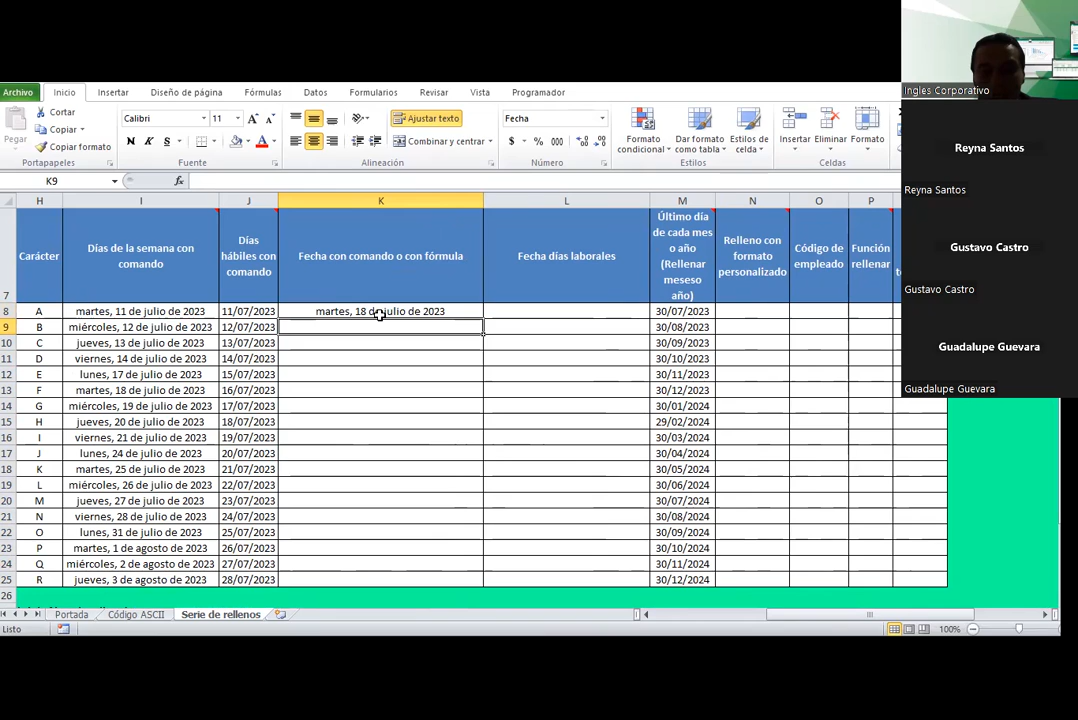 Ingles Corporativo
Reyna Santos
Reyna Santos
Gustavo Castro
Gustavo Castro
Guadalupe Guevara
Guadalupe Guevara
Archivo Inicio Insertar Diseño de página Fórmulas Datos Formularios Revisar Vista Programador
Pegar
Cortar
Copiar
Copiar formato
Portapapeles
Calibri 11
N K S
Fuente
Ajustar texto
Combinar y centrar
Alineación
Fecha
$ % 000
Número
Formato condicional
Dar formato como tabla
Estilos de celda
Estilos
Insertar Eliminar Formato
Celdas
K9 fx
H I J K L M N O P
7 Carácter Días de la semana con comando Días hábiles con comando Fecha con comando o con fórmula Fecha días laborales Último día de cada mes o año (Rellenar meseso año) Relleno con formato personalizado Código de empleado Función rellenar
8 A martes, 11 de julio de 2023 11/07/2023 martes, 18 de julio de 2023 30/07/2023
9 B miércoles, 12 de julio de 2023 12/07/2023 30/08/2023
10 C jueves, 13 de julio de 2023 13/07/2023 30/09/2023
11 D viernes, 14 de julio de 2023 14/07/2023 30/10/2023
12 E lunes, 17 de julio de 2023 15/07/2023 30/11/2023
13 F martes, 18 de julio de 2023 16/07/2023 30/12/2023
14 G miércoles, 19 de julio de 2023 17/07/2023 30/01/2024
15 H jueves, 20 de julio de 2023 18/07/2023 29/02/2024
16 I viernes, 21 de julio de 2023 19/07/2023 30/03/2024
17 J lunes, 24 de julio de 2023 20/07/2023 30/04/2024
18 K martes, 25 de julio de 2023 21/07/2023 30/05/2024
19 L miércoles, 26 de julio de 2023 22/07/2023 30/06/2024
20 M jueves, 27 de julio de 2023 23/07/2023 30/07/2024
21 N viernes, 28 de julio de 2023 24/07/2023 30/08/2024
22 O lunes, 31 de julio de 2023 25/07/2023 30/09/2024
23 P martes, 1 de agosto de 2023 26/07/2023 30/10/2024
24 Q miércoles, 2 de agosto de 2023 27/07/2023 30/11/2024
25 R jueves, 3 de agosto de 2023 28/07/2023 30/12/2024
26
Portada Código ASCII Serie de rellenos
Listo 100%